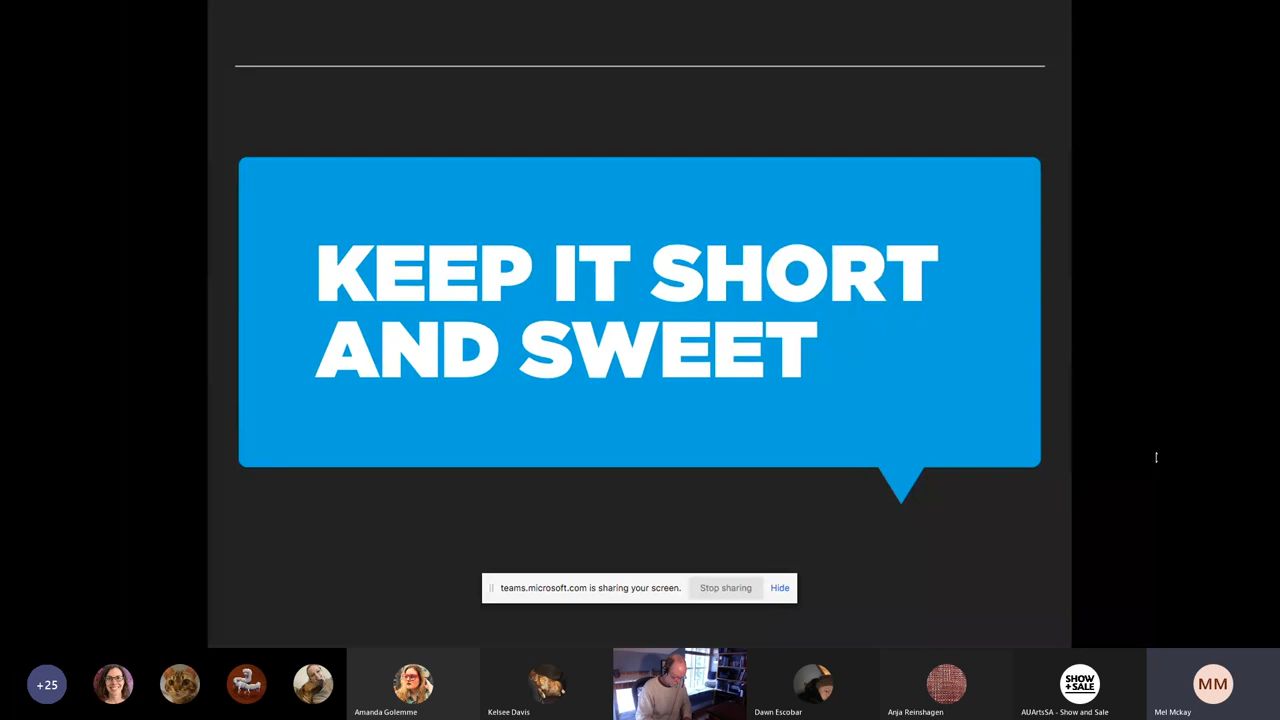 KEEP IT SHORT
AND SWEET
teams.microsoft.com is sharing your screen.
Stop sharing
Hide
+25
SHOW
+SALE
MM
Amanda Golemme
Kelsee Davis
Dawn Escobar
Anja Reinshagen
AUArtsSA - Show and Sale
Mel Mckay